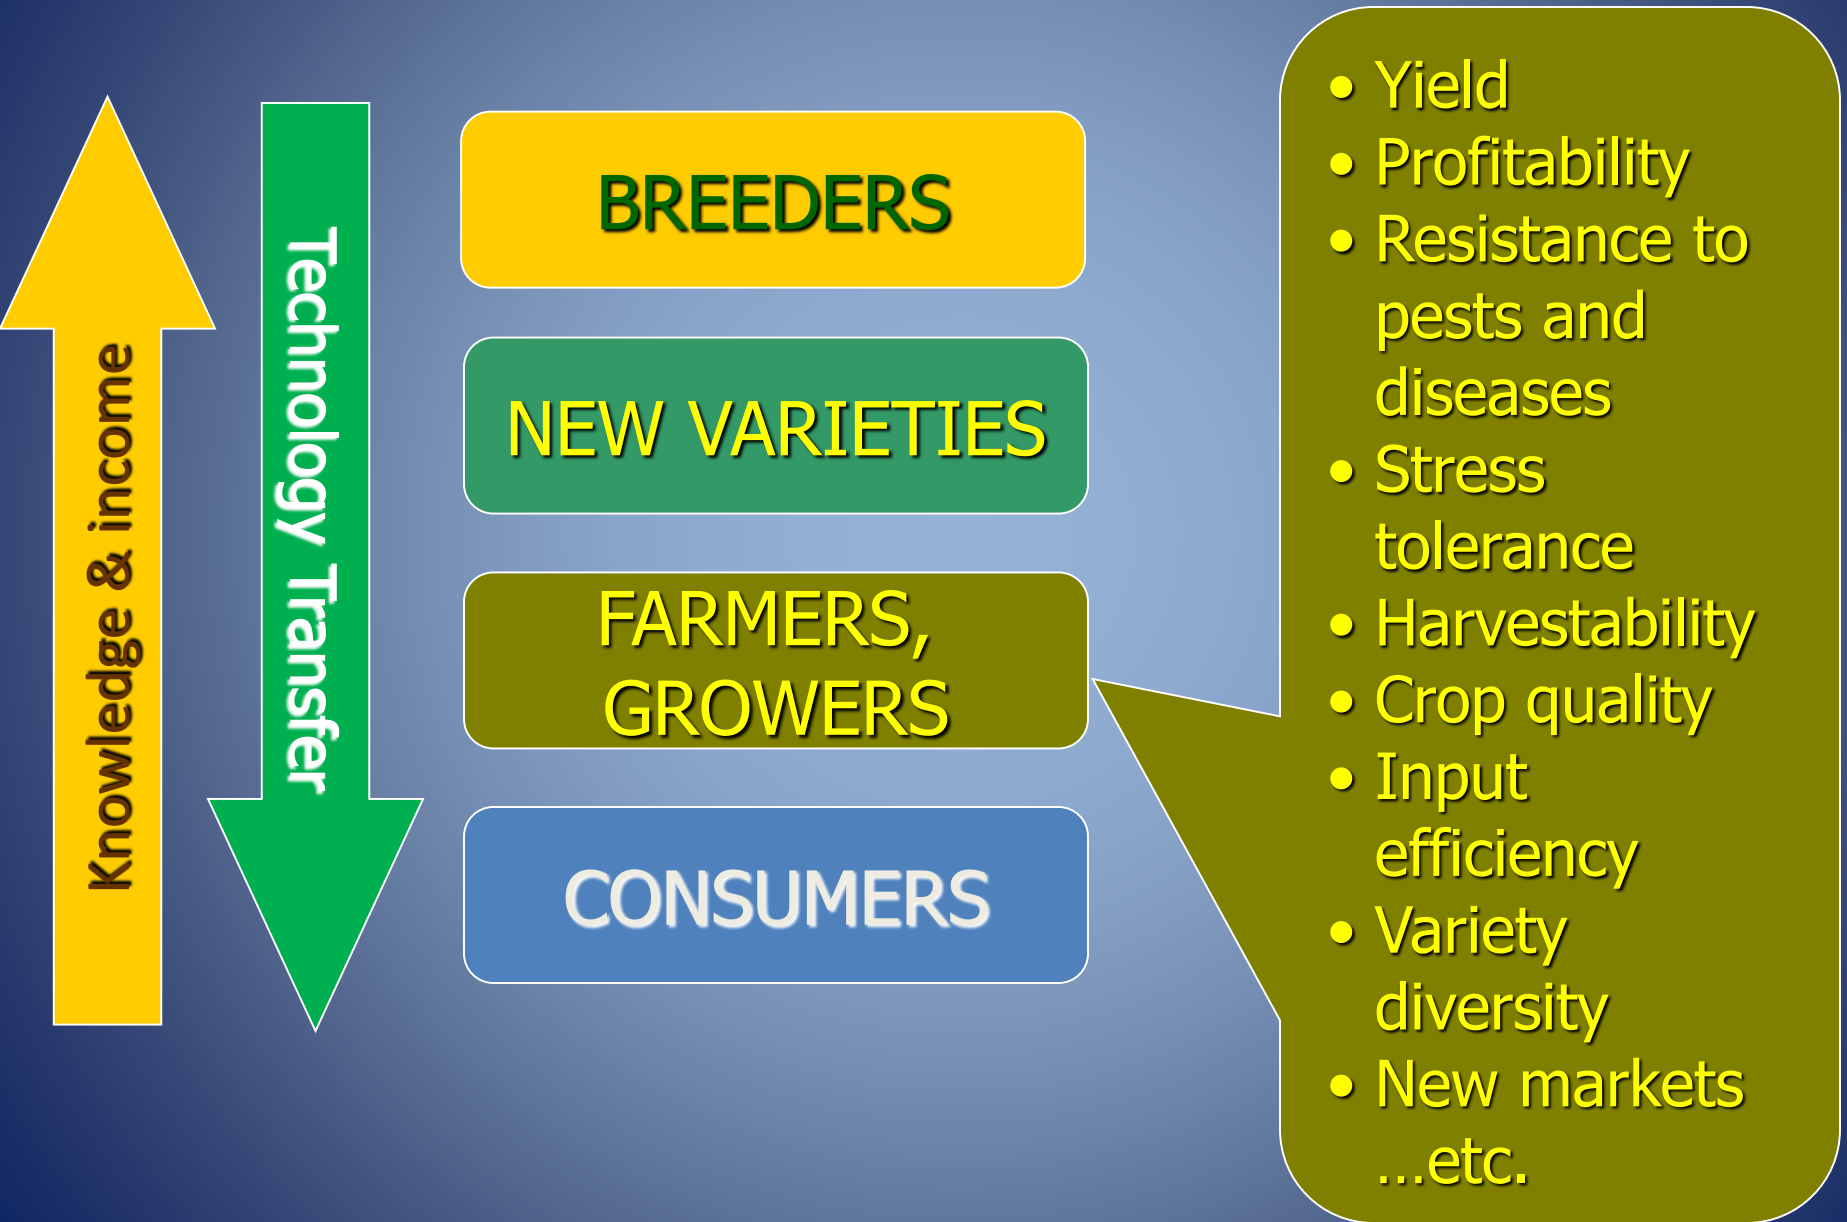 Knowledge & income
Technology Transfer
BREEDERS
NEW VARIETIES
FARMERS,
GROWERS
CONSUMERS
• Yield
• Profitability
• Resistance to
pests and
diseases
• Stress
tolerance
• Harvestability
• Crop quality
• Input
efficiency
• Variety
diversity
• New markets
…etc.